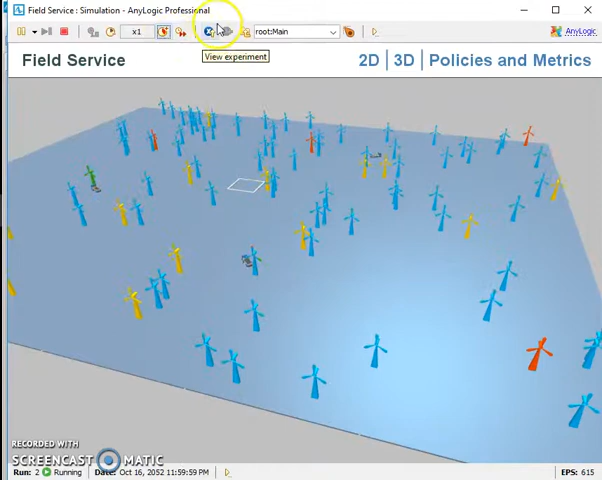 Field Service : Simulation - AnyLogic Professional
x1
root:Main
AnyLogic
View experiment
Field Service
2D | 3D | Policies and Metrics
RECORDED WITH
SCREENCAST MATIC
Run: 2 Running Date: Oct 16, 2052 11:59:59 PM EPS: 615